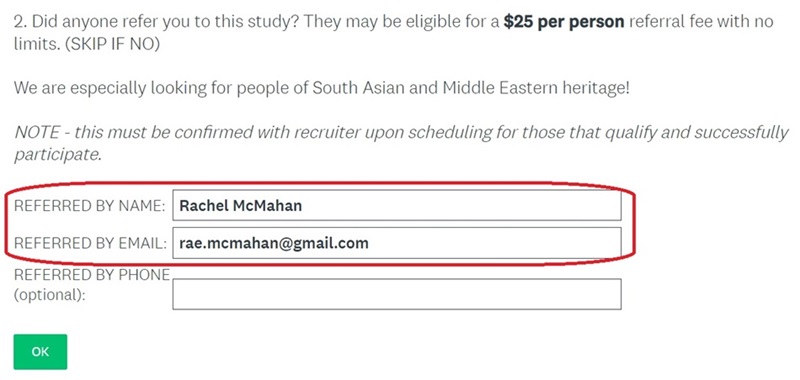 2. Did anyone refer you to this study? They may be eligible for a $25 per person referral fee with no
limits. (SKIP IF NO)
We are especially looking for people of South Asian and Middle Eastern heritage!
NOTE - this must be confirmed with recruiter upon scheduling for those that qualify and successfully
participate.
REFERRED BY NAME: Rachel McMahan
REFERRED BY EMAIL: rae.mcmahan@gmail.com
REFERRED BY PHONE
(optional):
OK